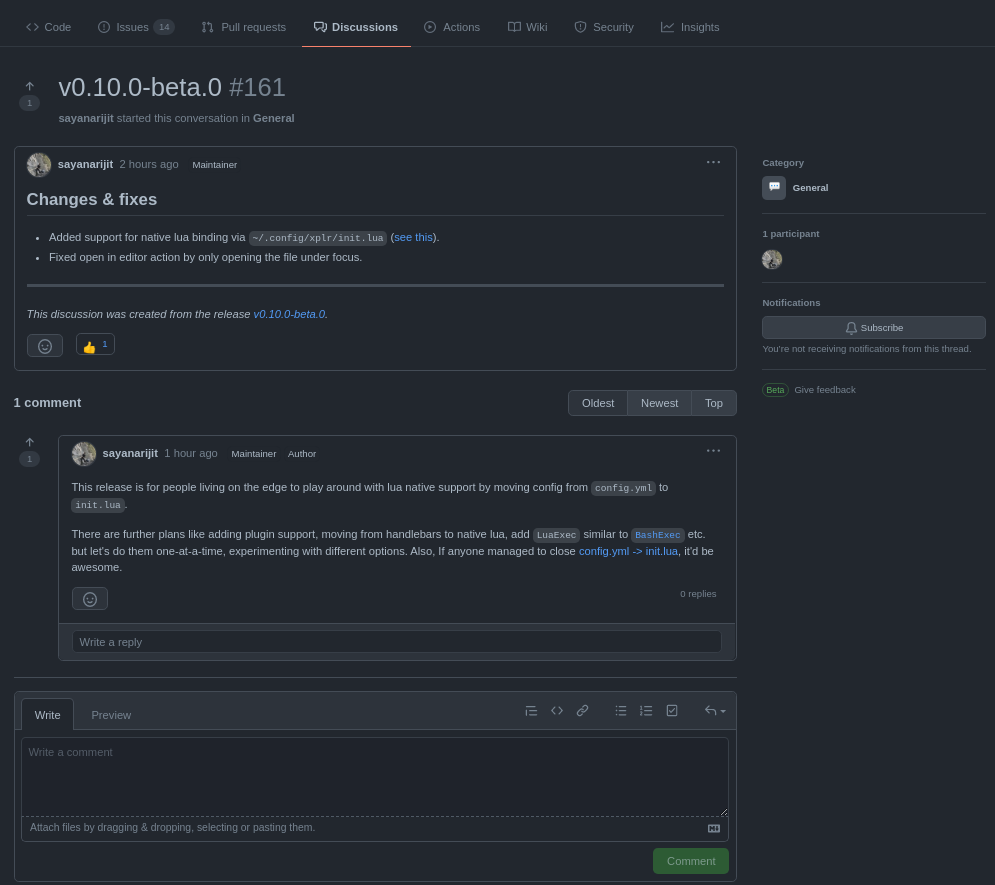 Code Issues 14 Pull requests Discussions Actions Wiki Security Insights
v0.10.0-beta.0 #161
1
sayanarijit started this conversation in General
sayanarijit 2 hours ago Maintainer
Changes & fixes
Added support for native lua binding via ~/.config/xplr/init.lua (see this).
Fixed open in editor action by only opening the file under focus.
This discussion was created from the release v0.10.0-beta.0.
1
Category
General
1 participant
Notifications
Subscribe
You're not receiving notifications from this thread.
Beta Give feedback
1 comment
Oldest Newest Top
1
sayanarijit 1 hour ago Maintainer Author
This release is for people living on the edge to play around with lua native support by moving config from config.yml to
init.lua.
There are further plans like adding plugin support, moving from handlebars to native lua, add LuaExec similar to BashExec etc.
but let's do them one-at-a-time, experimenting with different options. Also, If anyone managed to close config.yml -> init.lua, it'd be
awesome.
0 replies
Write a reply
Write Preview
Write a comment
Attach files by dragging & dropping, selecting or pasting them.
Comment